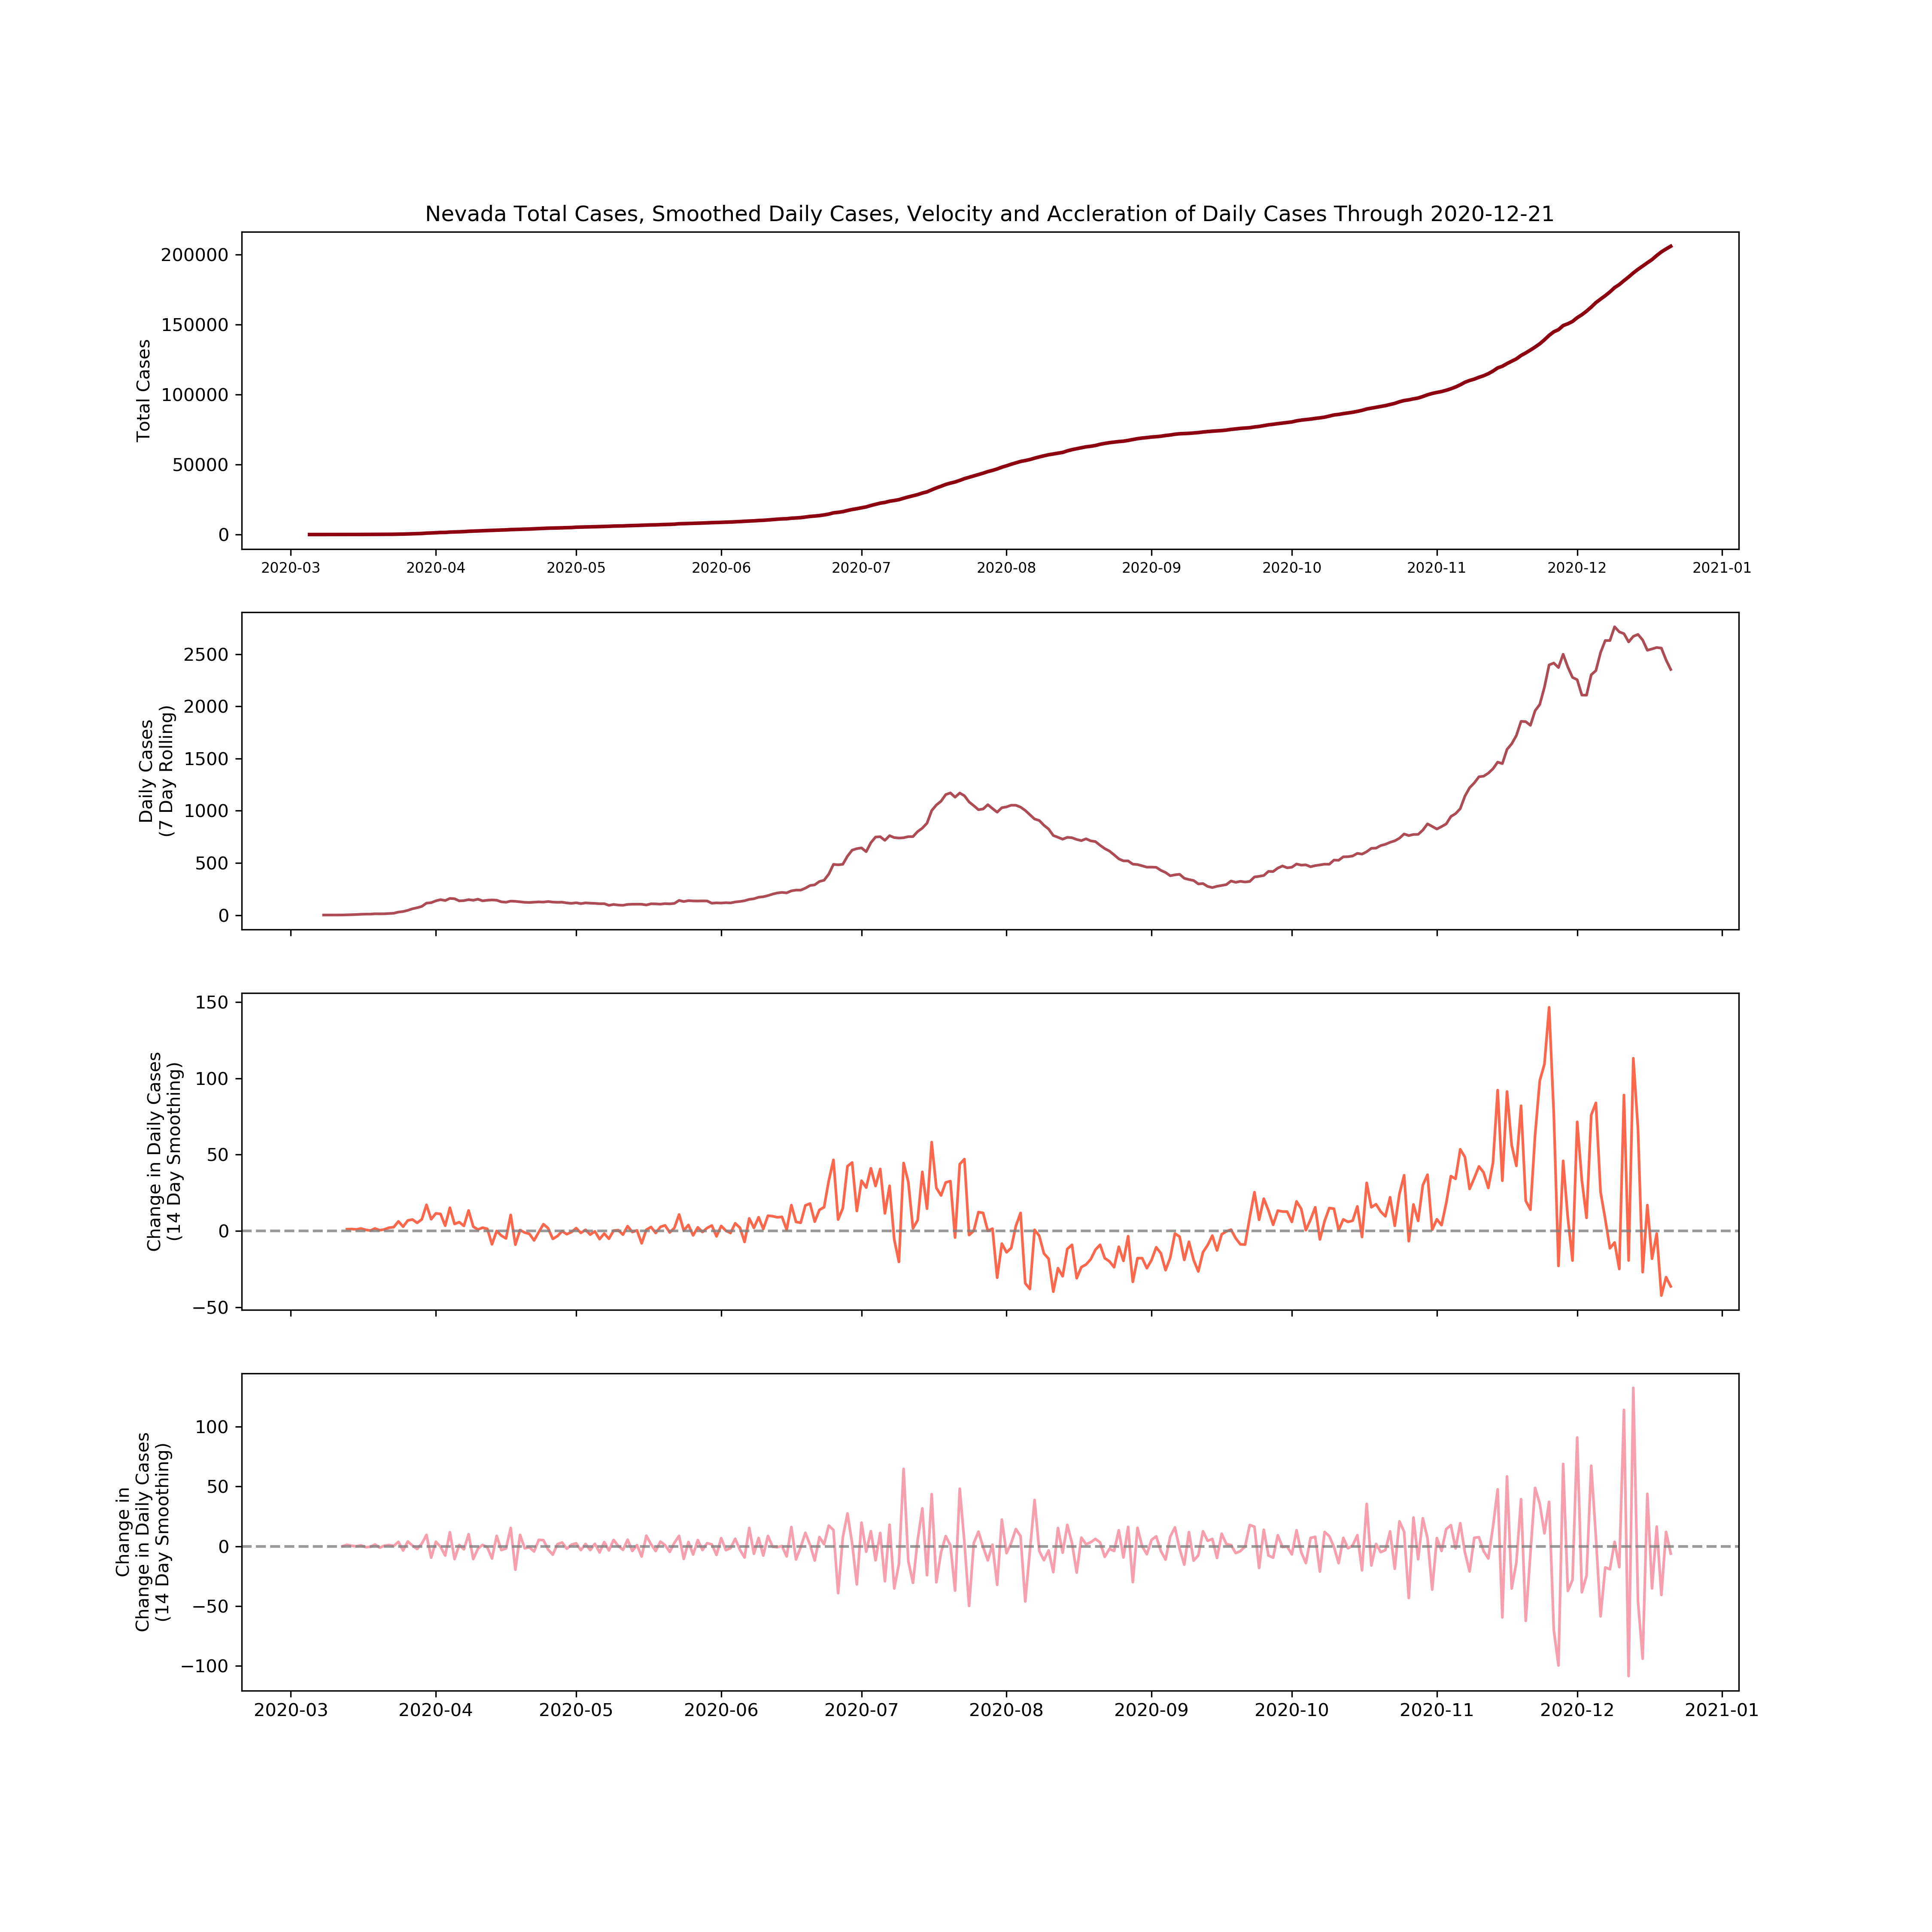 Nevada Total Cases, Smoothed Daily Cases, Velocity and Accleration of Daily Cases Through 2020-12-21
Total Cases
200000
150000
100000
50000
0
2020-03 2020-04 2020-05 2020-06 2020-07 2020-08 2020-09 2020-10 2020-11 2020-12 2021-01
Daily Cases
(7 Day Rolling)
2500
2000
1500
1000
500
0
Change in Daily Cases
(14 Day Smoothing)
150
100
50
0
−50
Change in
Change in Daily Cases
(14 Day Smoothing)
100
50
0
−50
−100
2020-03 2020-04 2020-05 2020-06 2020-07 2020-08 2020-09 2020-10 2020-11 2020-12 2021-01